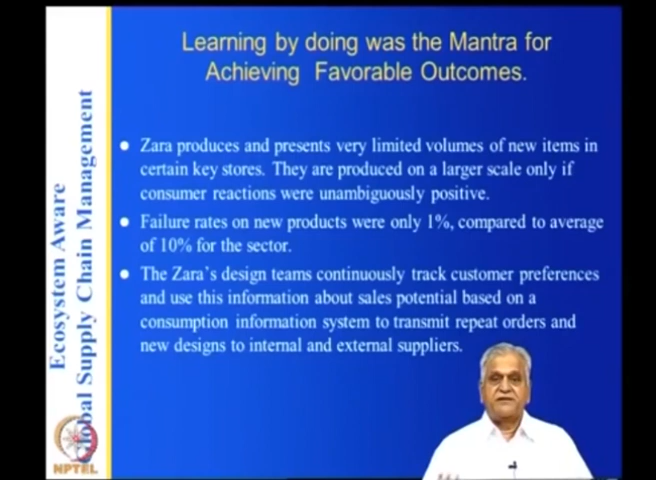 Learning by doing was the Mantra for
Achieving Favorable Outcomes.
Zara produces and presents very limited volumes of new items in
certain key stores. They are produced on a larger scale only if
consumer reactions were unambiguously positive.
Failure rates on new products were only 1%, compared to average
of 10% for the sector.
The Zara's design teams continuously track customer preferences
and use this information about sales potential based on a
consumption information system to transmit repeat orders and
new designs to internal and external suppliers.
Ecosystem Aware
Global Supply Chain Management
NPTEL